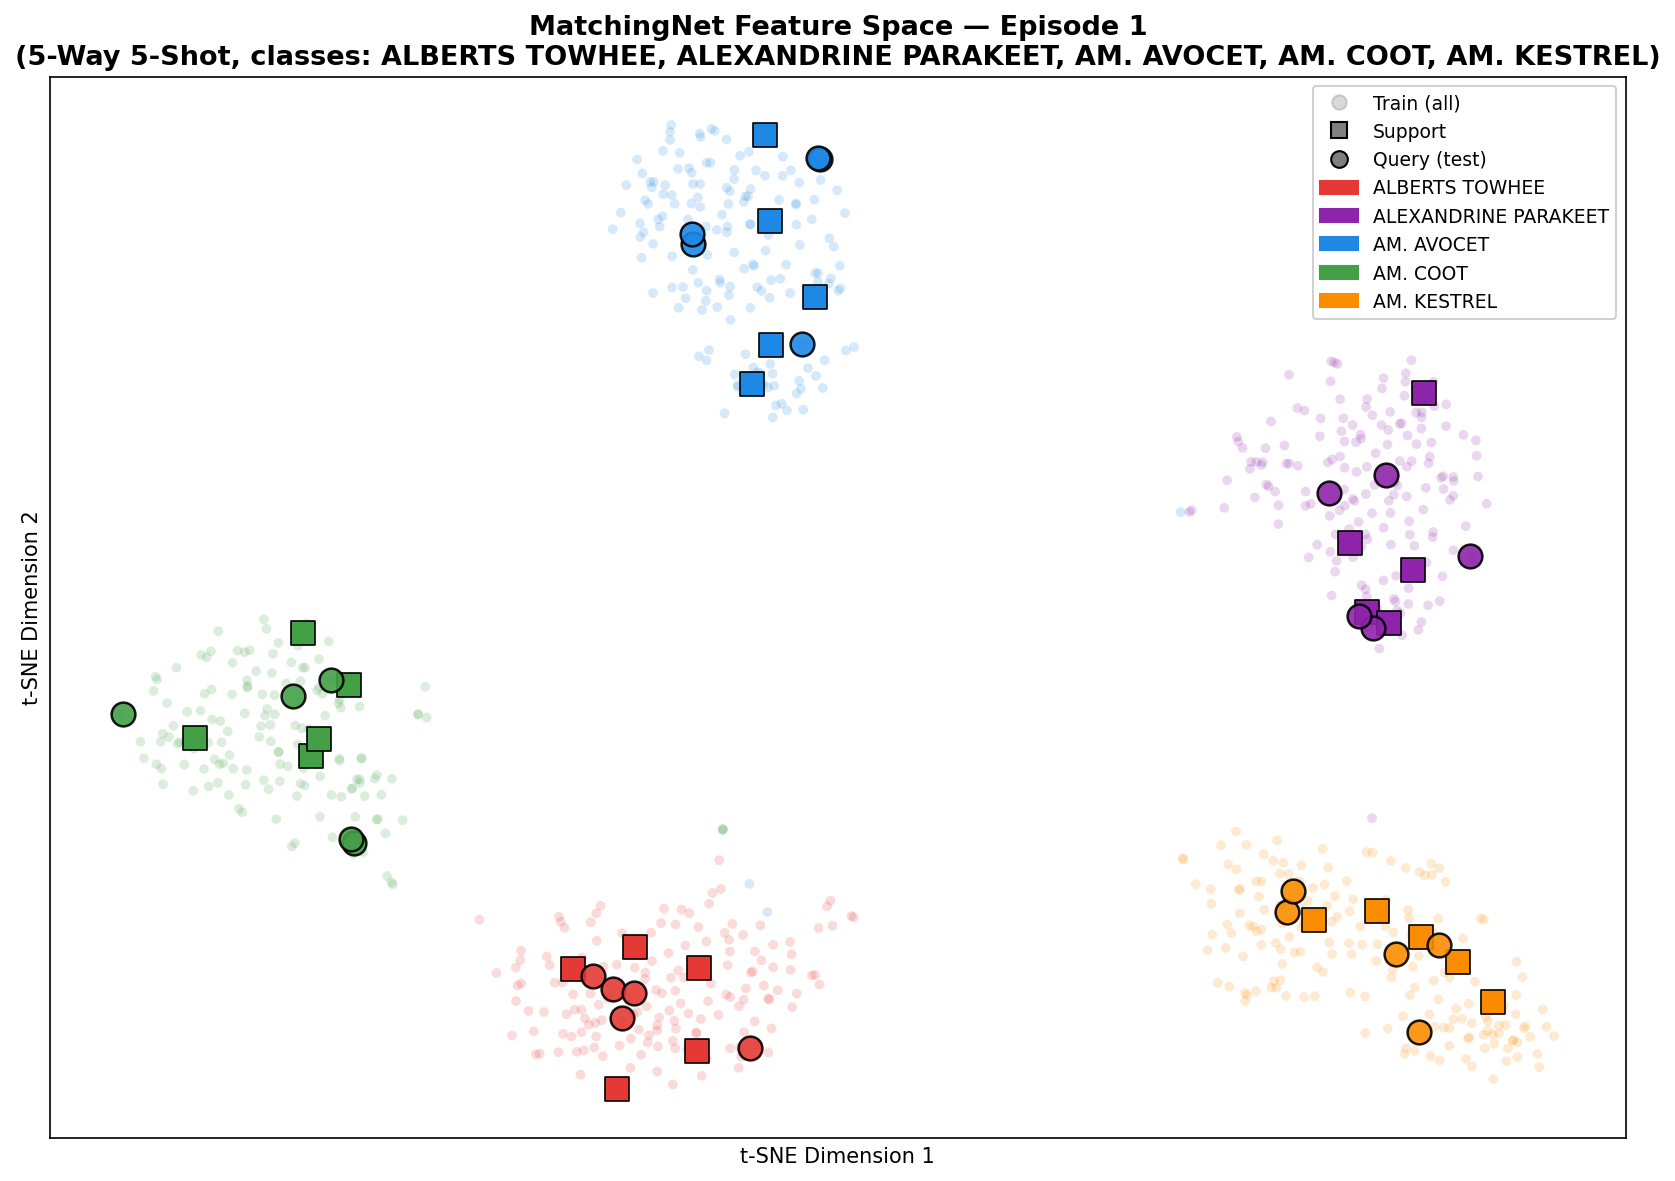 MatchingNet Feature Space — Episode 1
(5-Way 5-Shot, classes: ALBERTS TOWHEE, ALEXANDRINE PARAKEET, AM. AVOCET, AM. COOT, AM. KESTREL)
Train (all)
Support
Query (test)
ALBERTS TOWHEE
ALEXANDRINE PARAKEET
AM. AVOCET
AM. COOT
AM. KESTREL
t-SNE Dimension 2
t-SNE Dimension 1